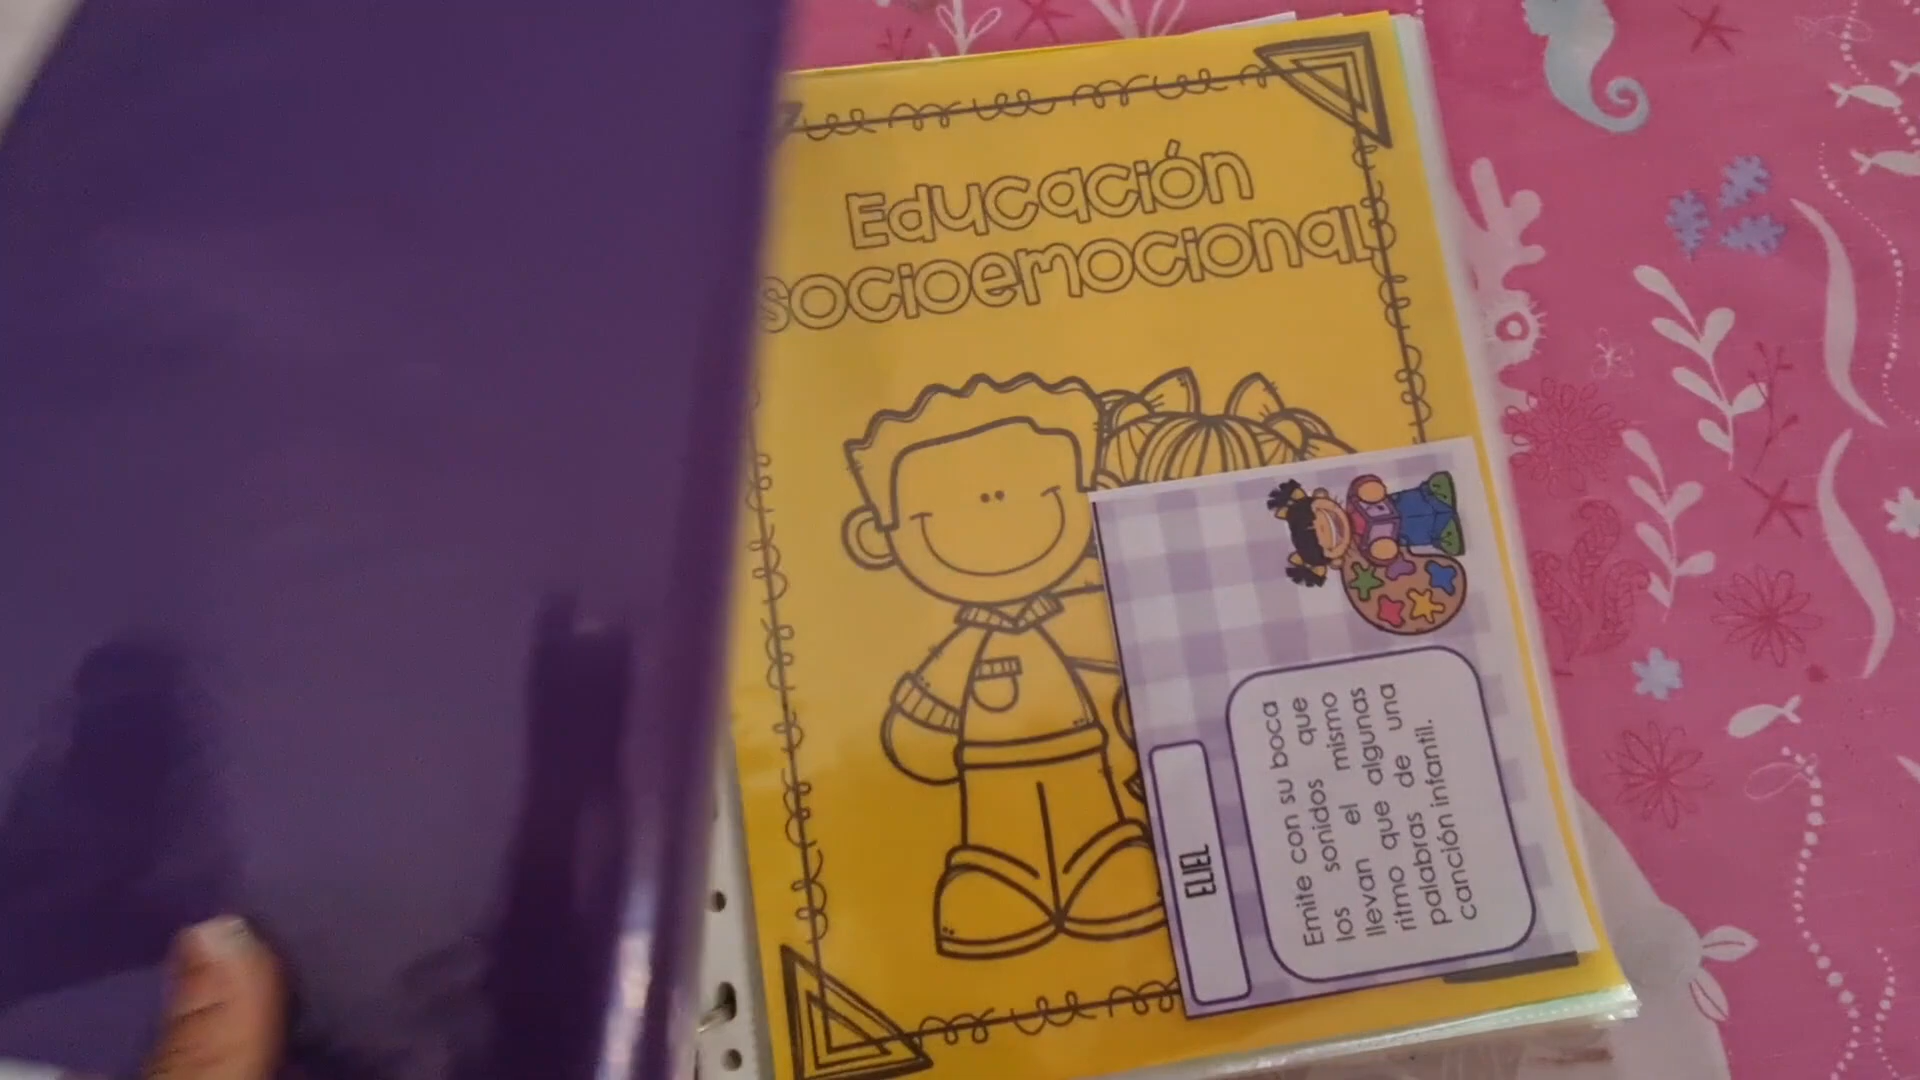 Educación
socioemocional
ELIEL
Emite con su boca
los sonidos que
llevan el mismo
ritmo que algunas
palabras de una
canción infantil.